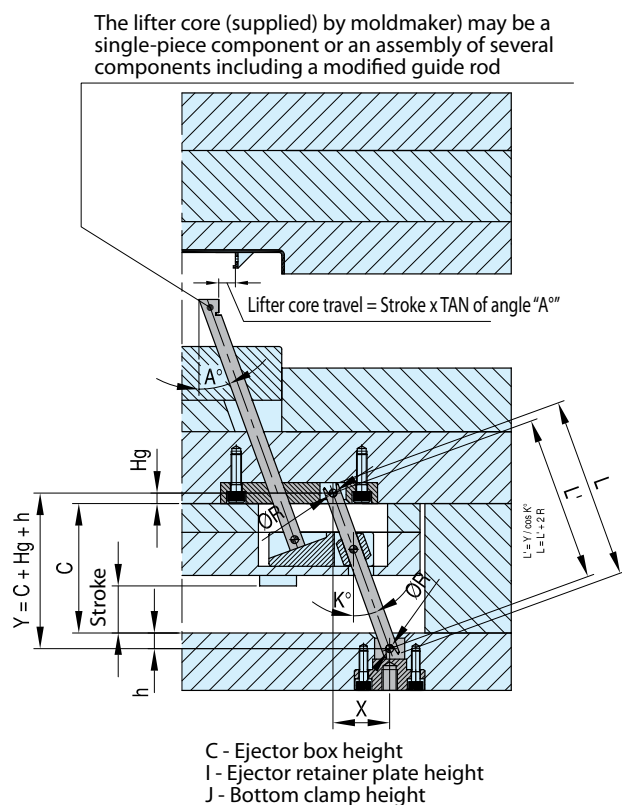 The lifter core (supplied) by moldmaker) may be a
single-piece component or an assembly of several
components including a modified guide rod
Lifter core travel = Stroke x TAN of angle “A°”
A°
Hg
ØR
L
L'
L' = Y / cos K°
L = L' + 2 R
Y = C + Hg + h
C
Stroke
K°
ØR
h
X
C - Ejector box height
I - Ejector retainer plate height
J - Bottom clamp height